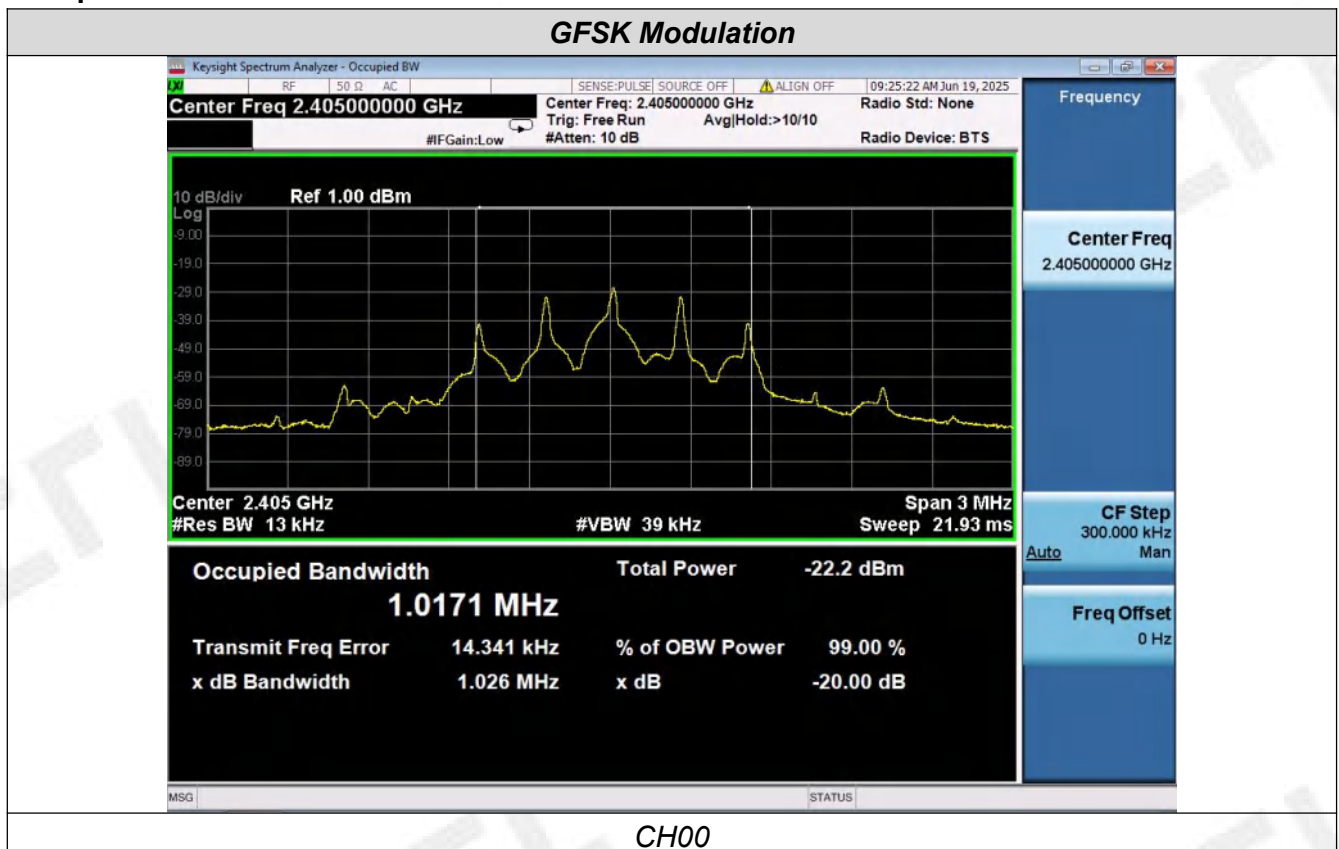 GFSK Modulation
Keysight Spectrum Analyzer - Occupied BW
LXI RF 50 Ω AC SENSE:PULSE SOURCE OFF ALIGN OFF 09:25:22 AM Jun 19, 2025
Center Freq 2.405000000 GHz
Center Freq: 2.405000000 GHz
Radio Std: None
Trig: Free Run Avg|Hold:>10/10
#IFGain:Low
#Atten: 10 dB
Radio Device: BTS
Frequency
10 dB/div Ref 1.00 dBm
Log
-9.00
-19.0
-29.0
-39.0
-49.0
-59.0
-69.0
-79.0
-89.0
Center Freq
2.405000000 GHz
Center 2.405 GHz
Span 3 MHz
#Res BW 13 kHz
#VBW 39 kHz
Sweep 21.93 ms
CF Step
300.000 kHz
Auto Man
Occupied Bandwidth
Total Power -22.2 dBm
1.0171 MHz
Transmit Freq Error 14.341 kHz
% of OBW Power 99.00 %
x dB Bandwidth 1.026 MHz
x dB -20.00 dB
Freq Offset
0 Hz
MSG
STATUS
CH00